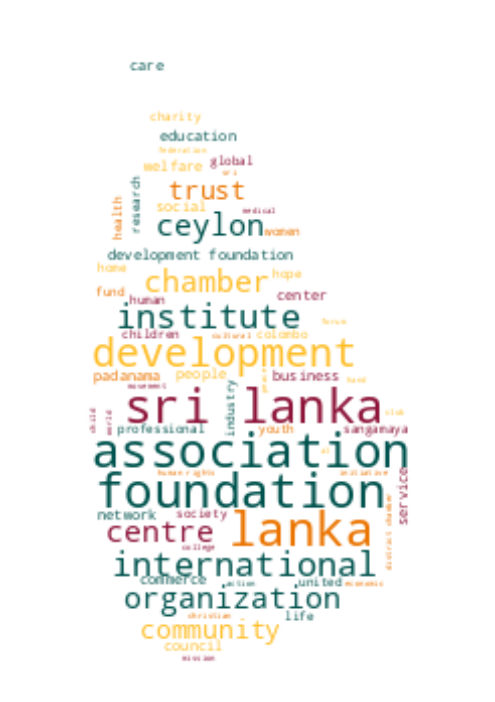 care
charity
education
federation
welfare global
sri
research trust
health social medical
ceylon women
development foundation
home chamber hope
fund human center
institute force
children cultural colombo
development
padanama people business hand
movement
sri lanka
child world industry club
professional youth sangamaya
association
human rights initiative
foundation service
network society district chamber
centre lanka
college
international
commerce action united economic
organization
christian life
community
council
mission